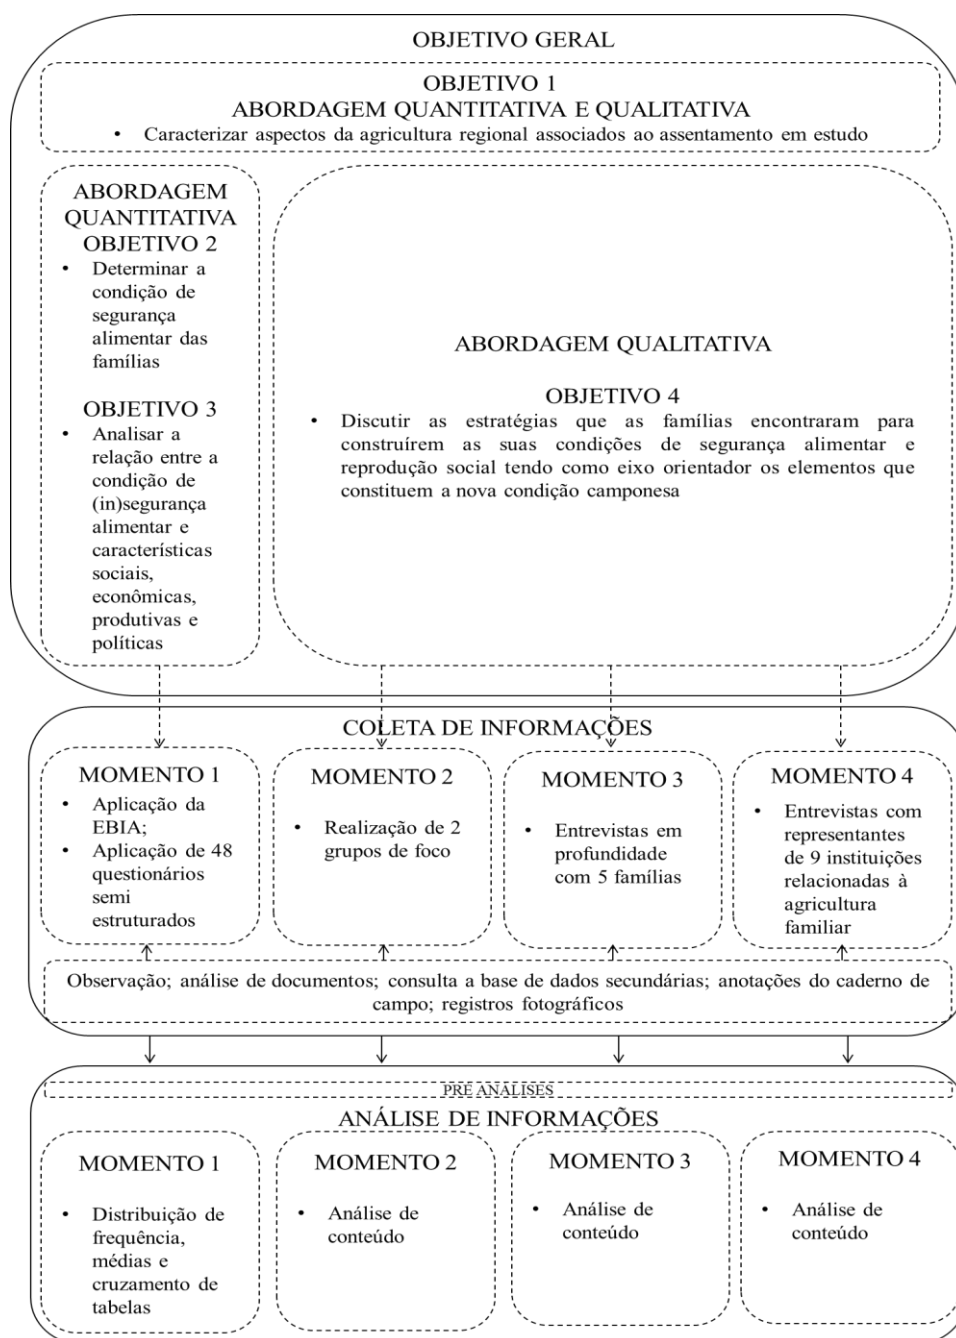 OBJETIVO GERAL
OBJETIVO 1
ABORDAGEM QUANTITATIVA E QUALITATIVA
• Caracterizar aspectos da agricultura regional associados ao assentamento em estudo
ABORDAGEM
QUANTITATIVA
OBJETIVO 2
• Determinar a
condição de
segurança
alimentar das
famílias
OBJETIVO 3
• Analisar a
relação entre a
condição de
(in)segurança
alimentar e
características
sociais,
econômicas,
produtivas e
políticas
ABORDAGEM QUALITATIVA
OBJETIVO 4
• Discutir as estratégias que as famílias encontraram para
construírem as suas condições de segurança alimentar e
reprodução social tendo como eixo orientador os elementos que
constituem a nova condição camponesa
COLETA DE INFORMAÇÕES
MOMENTO 1
• Aplicação da
EBIA;
• Aplicação de 48
questionários
semi
estruturados
MOMENTO 2
• Realização de 2
grupos de foco
MOMENTO 3
• Entrevistas em
profundidade
com 5 famílias
MOMENTO 4
• Entrevistas com
representantes
de 9 instituições
relacionadas à
agricultura
familiar
Observação; análise de documentos; consulta a base de dados secundárias; anotações do caderno de
campo; registros fotográficos
PRÉ ANÁLISES
ANÁLISE DE INFORMAÇÕES
MOMENTO 1
• Distribuição de
frequência,
médias e
cruzamento de
tabelas
MOMENTO 2
• Análise de
conteúdo
MOMENTO 3
• Análise de
conteúdo
MOMENTO 4
• Análise de
conteúdo